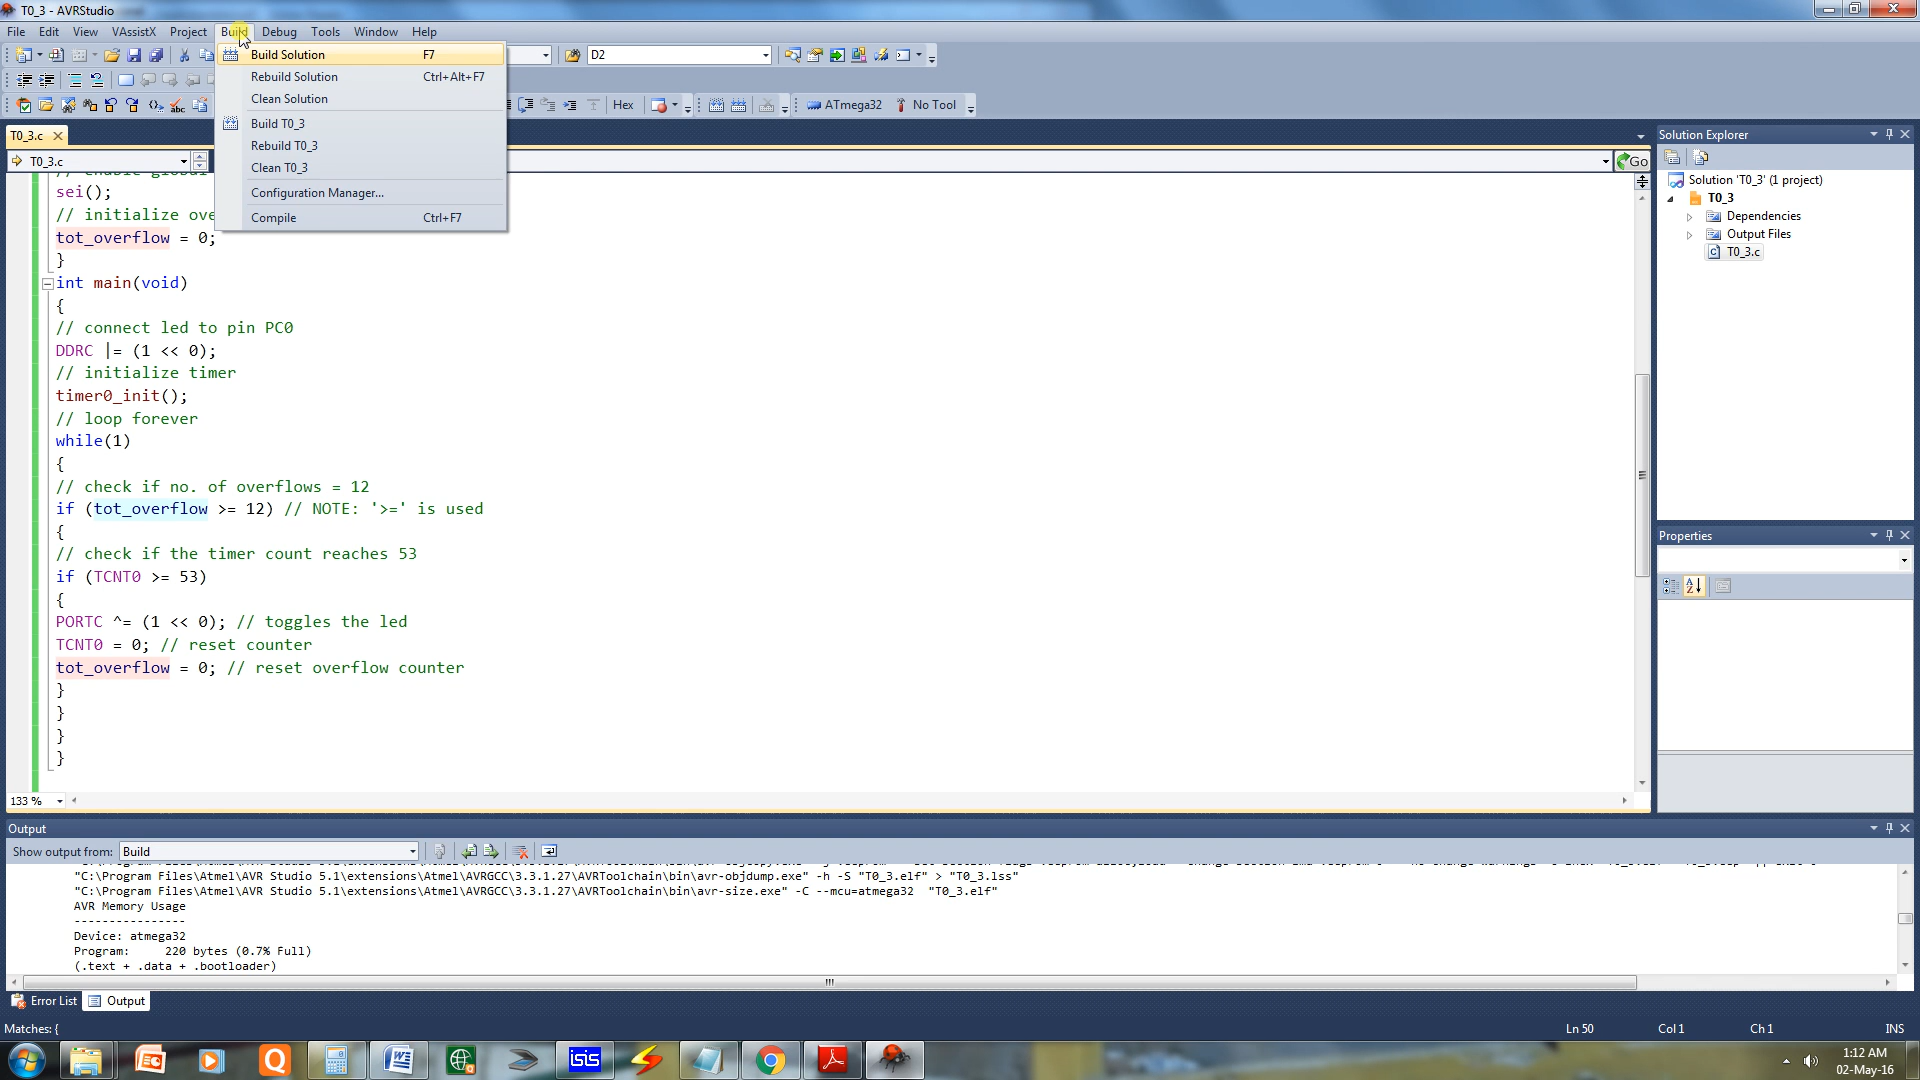 T0_3 - AVRStudio
File Edit View VAssistX Project Build Debug Tools Window Help
D2
Hex ATmega32 No Tool
Build Solution F7
Rebuild Solution Ctrl+Alt+F7
Clean Solution
Build T0_3
Rebuild T0_3
Clean T0_3
Configuration Manager...
Compile Ctrl+F7
T0_3.c
T0_3.c
Go
// enable global
sei();
// initialize ove
tot_overflow = 0;
}
int main(void)
{
// connect led to pin PC0
DDRC |= (1 << 0);
// initialize timer
timer0_init();
// loop forever
while(1)
{
// check if no. of overflows = 12
if (tot_overflow >= 12) // NOTE: '>=' is used
{
// check if the timer count reaches 53
if (TCNT0 >= 53)
{
PORTC ^= (1 << 0); // toggles the led
TCNT0 = 0; // reset counter
tot_overflow = 0; // reset overflow counter
}
}
}
}
133 %
Solution Explorer
Solution 'T0_3' (1 project)
T0_3
Dependencies
Output Files
T0_3.c
Properties
Output
Show output from: Build
"C:\Program Files\Atmel\AVR Studio 5.1\extensions\Atmel\AVRGCC\3.3.1.27\AVRToolchain\bin\avr-objdump.exe" -h -S "T0_3.elf" > "T0_3.lss"
"C:\Program Files\Atmel\AVR Studio 5.1\extensions\Atmel\AVRGCC\3.3.1.27\AVRToolchain\bin\avr-size.exe" -C --mcu=atmega32 "T0_3.elf"
AVR Memory Usage
----------------
Device: atmega32
Program: 220 bytes (0.7% Full)
(.text + .data + .bootloader)
Error List Output
Matches: {
Ln 50 Col 1 Ch 1 INS
isis
1:12 AM
02-May-16